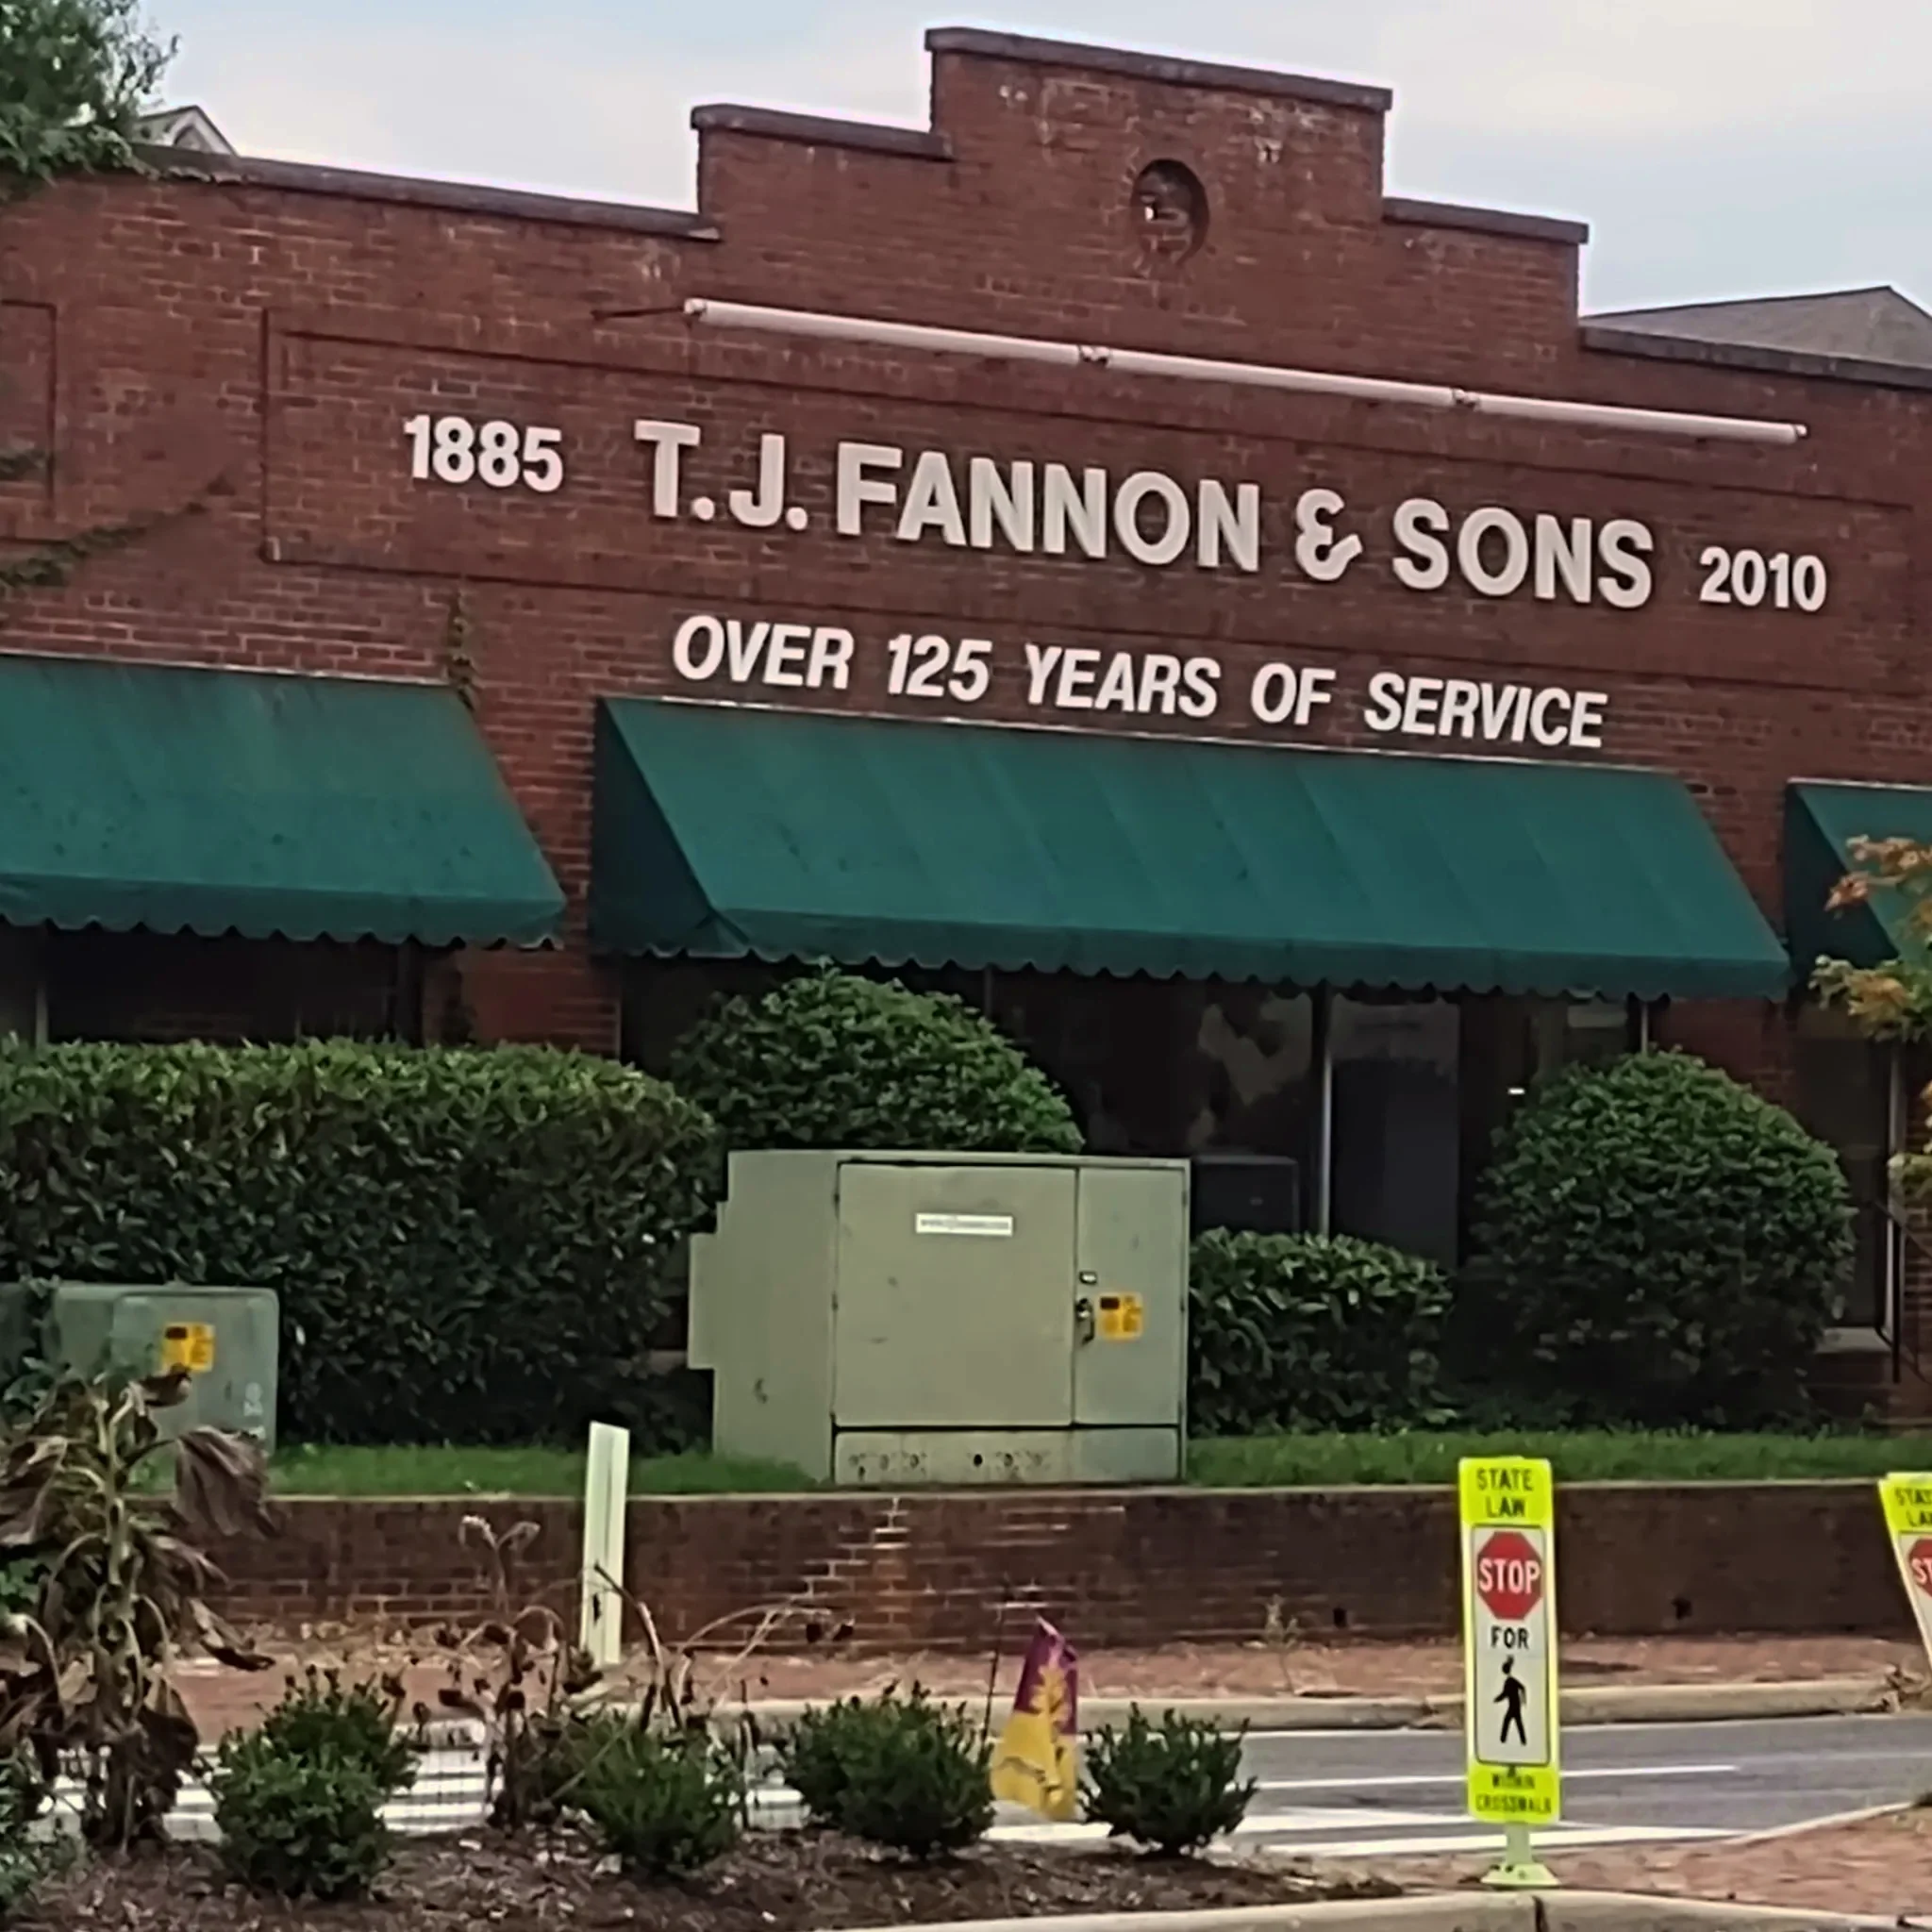 1885 T.J. FANNON & SONS 2010
OVER 125 YEARS OF SERVICE
STATE
LAW
STOP
FOR
WITHIN
CROSSWALK